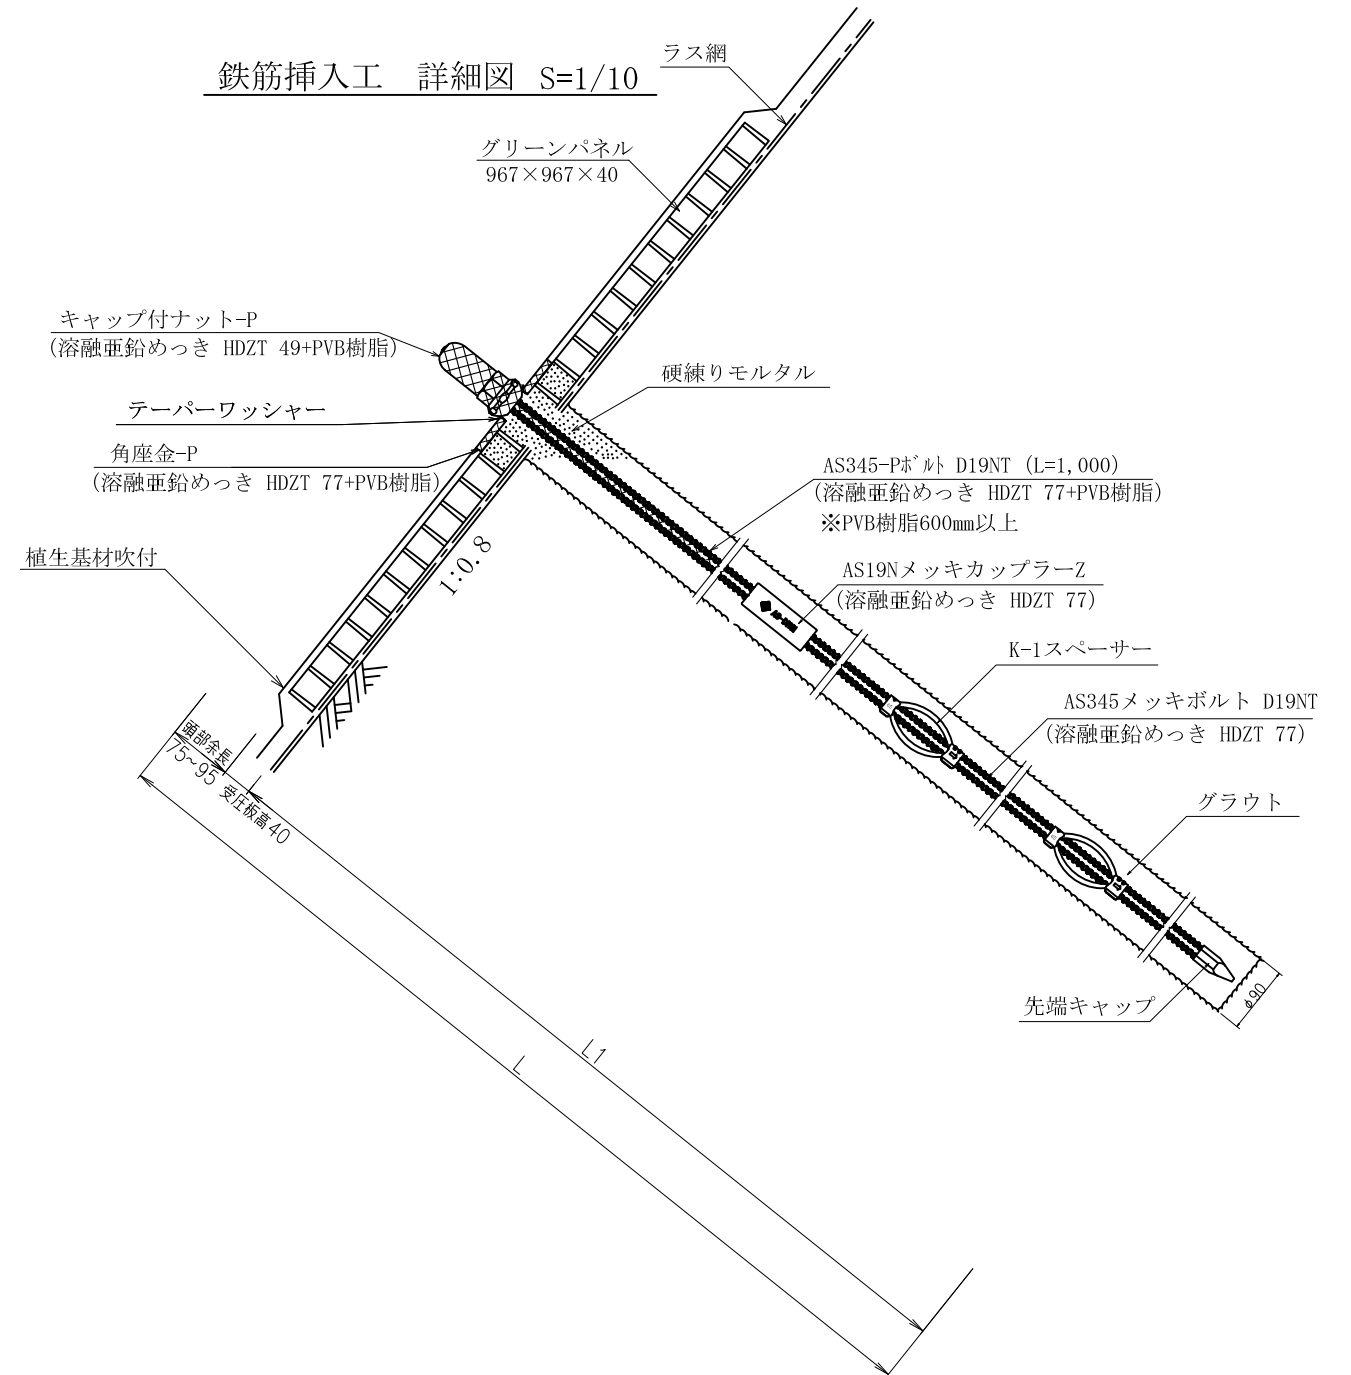 鉄筋挿入工　詳細図　S=1/10
ラス網
グリーンパネル
967×967×40
キャップ付ナット-P
(溶融亜鉛めっき HDZT 49+PVB樹脂)
テーパーワッシャー
角座金-P
(溶融亜鉛めっき HDZT 77+PVB樹脂)
硬練りモルタル
AS345-Pボルト D19NT (L=1,000)
(溶融亜鉛めっき HDZT 77+PVB樹脂)
※PVB樹脂600mm以上
植生基材吹付
1:0.8
AS19NメッキカップラーZ
(溶融亜鉛めっき HDZT 77)
K-1スペーサー
AS345メッキボルト D19NT
(溶融亜鉛めっき HDZT 77)
頭部余長
75~95
受圧板高40
グラウト
先端キャップ
φ90
L1
L